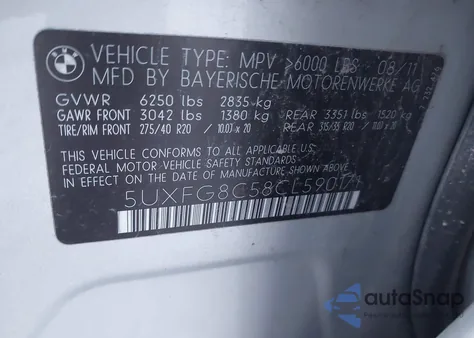 BMW
VEHICLE TYPE: MPV >6000 LBS 08/11
MFD BY BAYERISCHE MOTORENWERKE AG
GVWR 6250 lbs 2835 kg
GAWR FRONT 3042 lbs 1380 kg REAR 3351 lbs 1520 kg
TIRE/RIM FRONT 275/40 R20 / 10.0J x 20 REAR 315/35 R20
THIS VEHICLE CONFORMS TO ALL APPLICABLE
FEDERAL MOTOR VEHICLE SAFETY STANDARDS
IN EFFECT ON THE DATE OF MANUFACTURE SHOWN ABOVE
5UXFG8C58CL590171
autoSnap